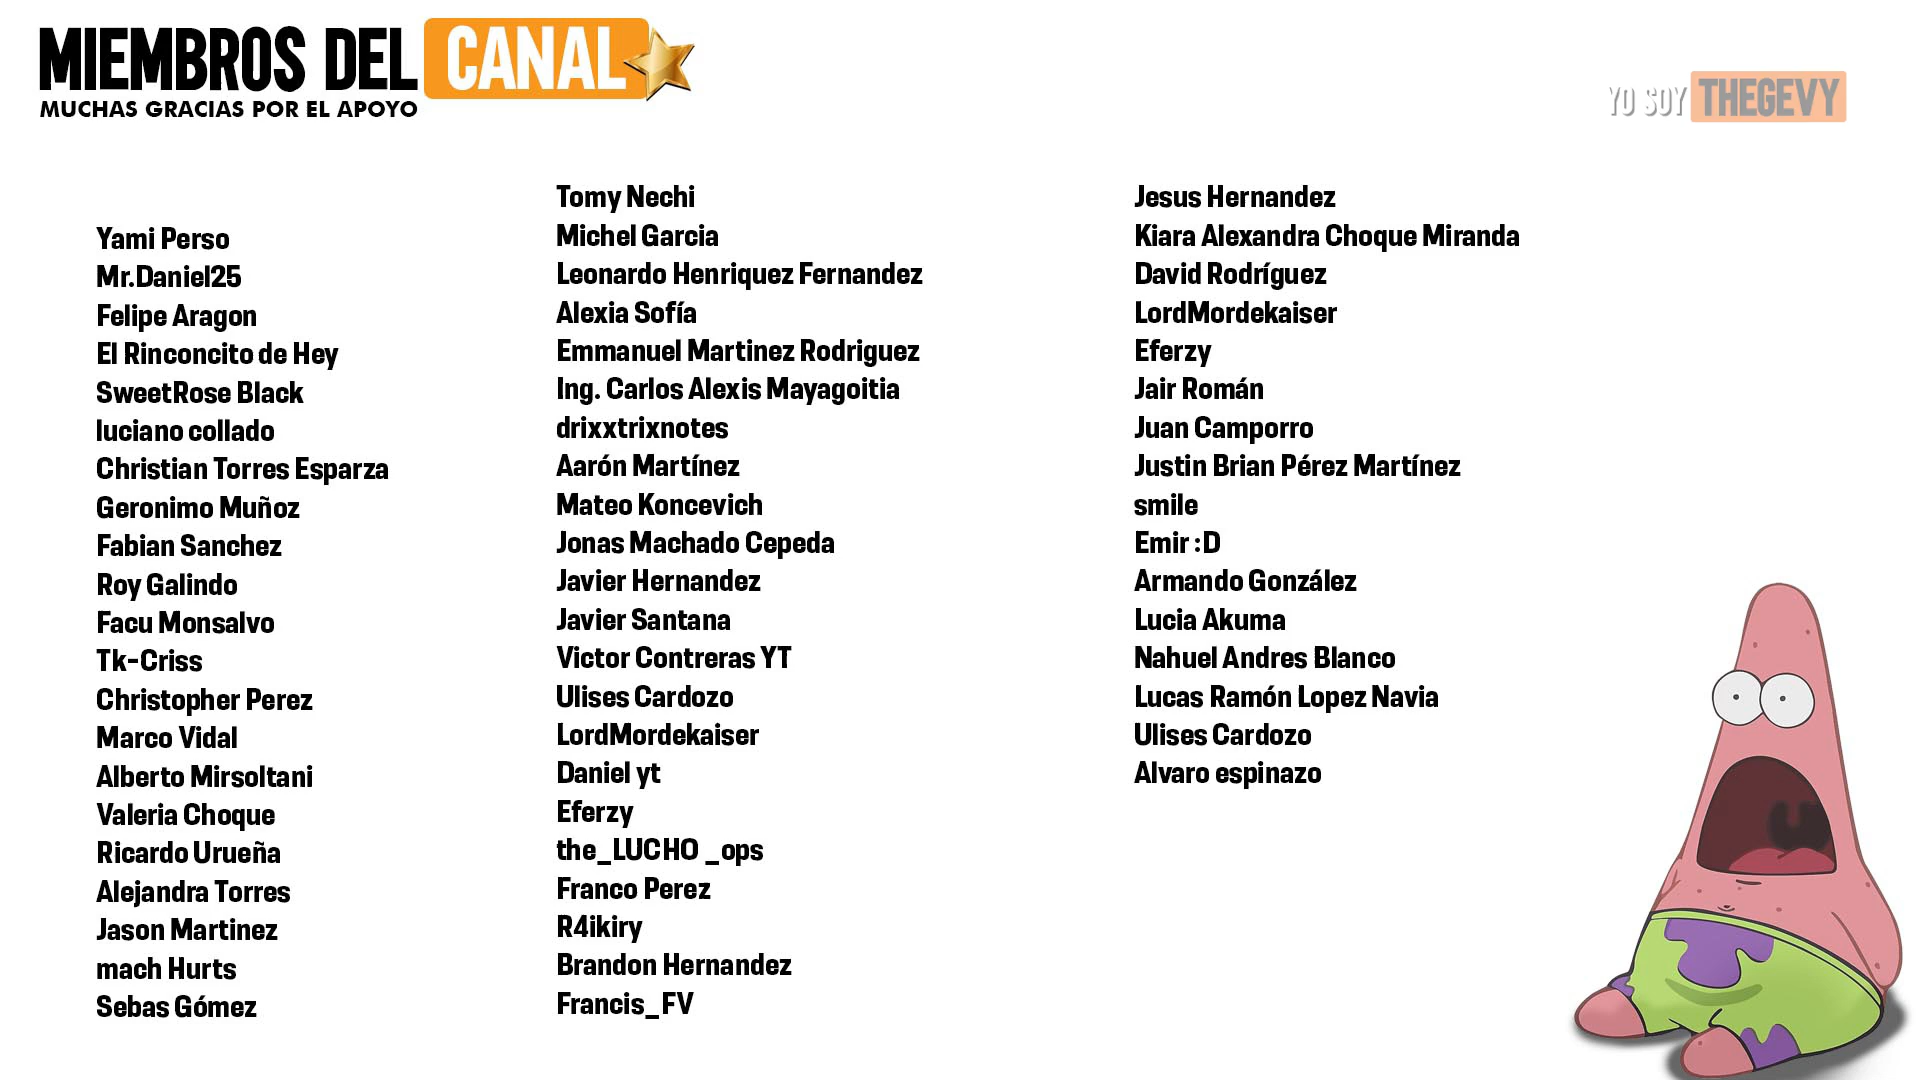 MIEMBROS DEL CANAL
MUCHAS GRACIAS POR EL APOYO
YO SOY THEGEVY
Yami Perso
Mr.Daniel25
Felipe Aragon
El Rinconcito de Hey
SweetRose Black
luciano collado
Christian Torres Esparza
Geronimo Muñoz
Fabian Sanchez
Roy Galindo
Facu Monsalvo
Tk-Criss
Christopher Perez
Marco Vidal
Alberto Mirsoltani
Valeria Choque
Ricardo Urueña
Alejandra Torres
Jason Martinez
mach Hurts
Sebas Gómez
Tomy Nechi
Michel Garcia
Leonardo Henriquez Fernandez
Alexia Sofía
Emmanuel Martinez Rodriguez
Ing. Carlos Alexis Mayagoitia
drixxtrixnotes
Aarón Martínez
Mateo Koncevich
Jonas Machado Cepeda
Javier Hernandez
Javier Santana
Victor Contreras YT
Ulises Cardozo
LordMordekaiser
Daniel yt
Eferzy
the_LUCHO _ops
Franco Perez
R4ikiry
Brandon Hernandez
Francis_FV
Jesus Hernandez
Kiara Alexandra Choque Miranda
David Rodríguez
LordMordekaiser
Eferzy
Jair Román
Juan Camporro
Justin Brian Pérez Martínez
smile
Emir :D
Armando González
Lucia Akuma
Nahuel Andres Blanco
Lucas Ramón Lopez Navia
Ulises Cardozo
Alvaro espinazo